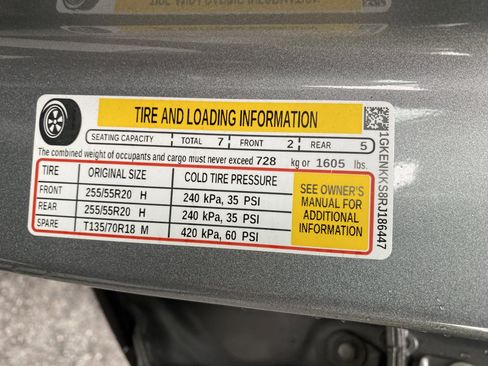 TIRE AND LOADING INFORMATION
SEATING CAPACITY TOTAL 7 FRONT 2 REAR 5
The combined weight of occupants and cargo must never exceed 728 kg or 1605 lbs.
TIRE ORIGINAL SIZE COLD TIRE PRESSURE
FRONT 255/55R20 H 240 kPa, 35 PSI
REAR 255/55R20 H 240 kPa, 35 PSI
SPARE T135/70R18 M 420 kPa, 60 PSI
SEE OWNER'S
MANUAL FOR
ADDITIONAL
INFORMATION
1GKENKKS8RJ186447